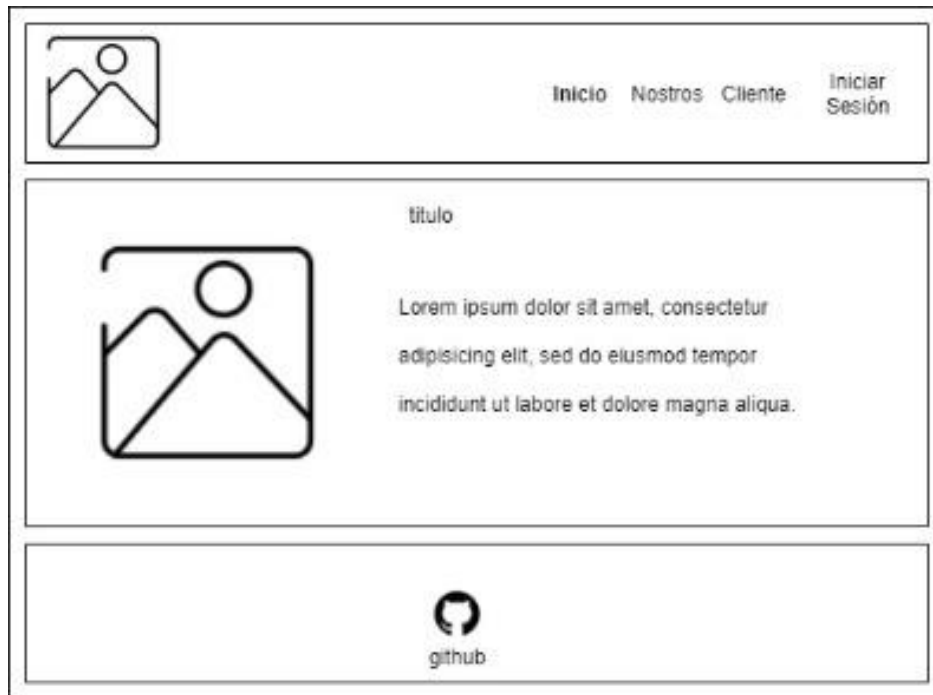 Inicio Nostros Cliente Iniciar
Sesión
titulo
Lorem ipsum dolor sit amet, consectetur
adipisicing elit, sed do eiusmod tempor
incididunt ut labore et dolore magna aliqua.
github